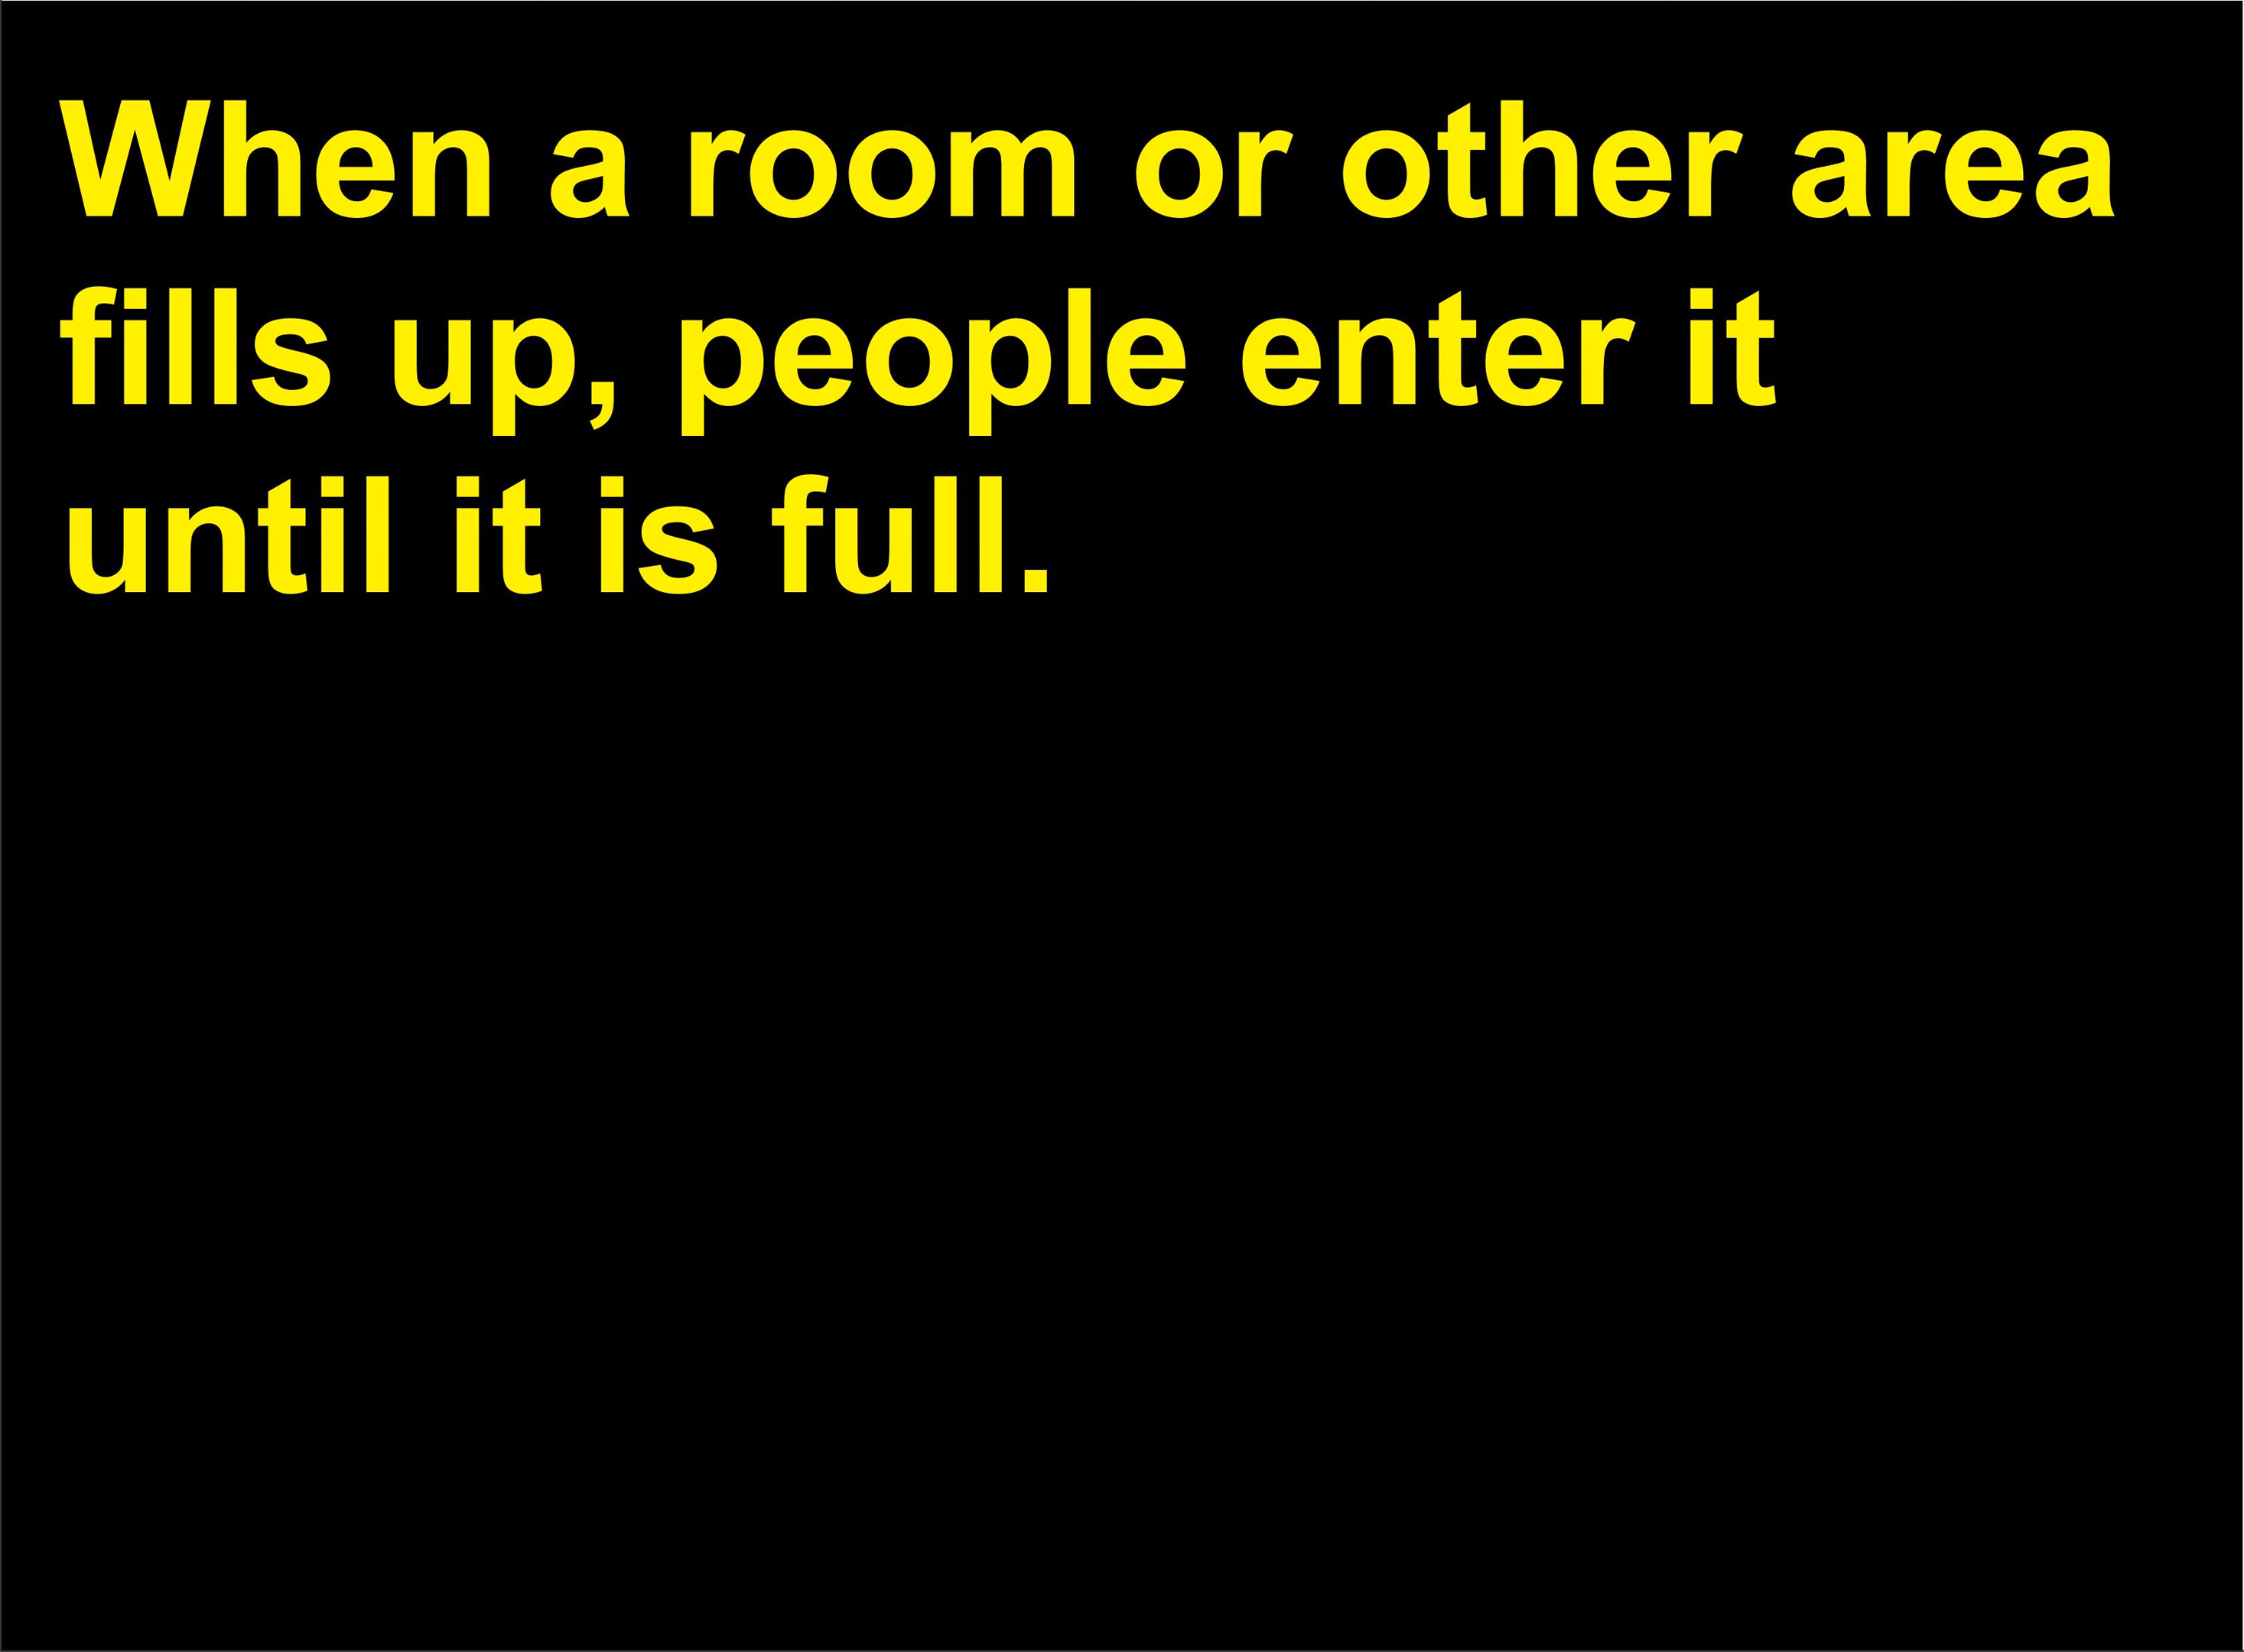 When a room or other area
fills up, people enter it
until it is full.